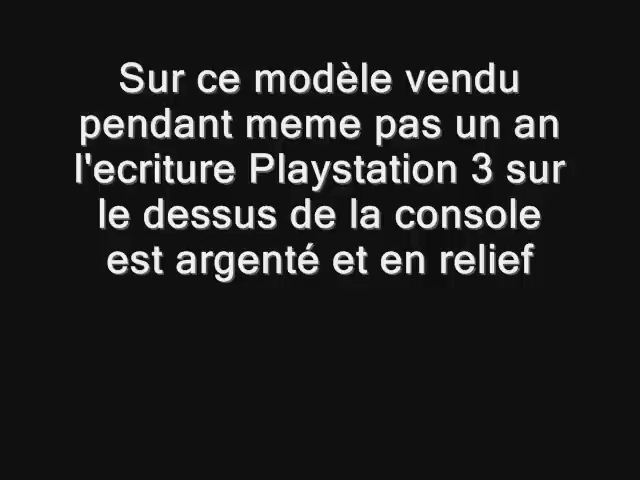 Sur ce modèle vendu
pendant meme pas un an
l'ecriture Playstation 3 sur
le dessus de la console
est argenté et en relief